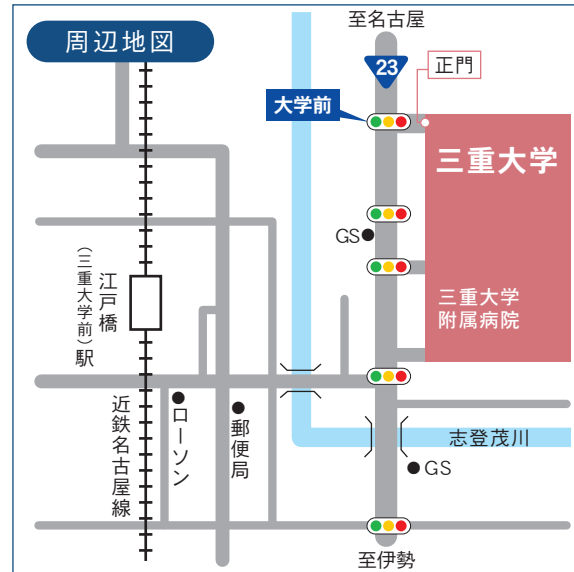 周辺地図
至名古屋
23
正門
大学前
三重大学
GS
三重大学
附属病院
江戸橋
（三重大学前）駅
近鉄名古屋線
ローソン
郵便局
志登茂川
GS
至伊勢